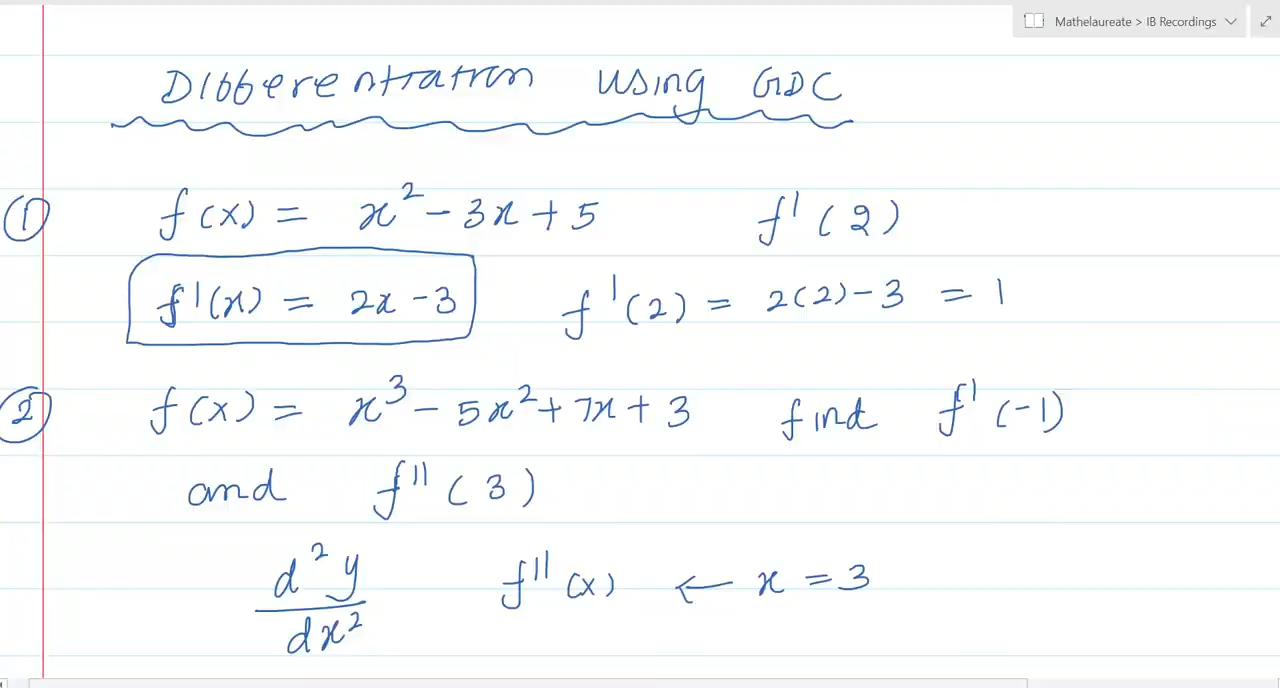 Mathelaureate > IB Recordings
Differentiation using GDC
① f(x) = x² - 3x + 5 f'(2)
f'(x) = 2x - 3 f'(2) = 2(2) - 3 = 1
② f(x) = x³ - 5x² + 7x + 3 find f'(-1)
and f''(3)
d²y/dx² f''(x) ← x = 3